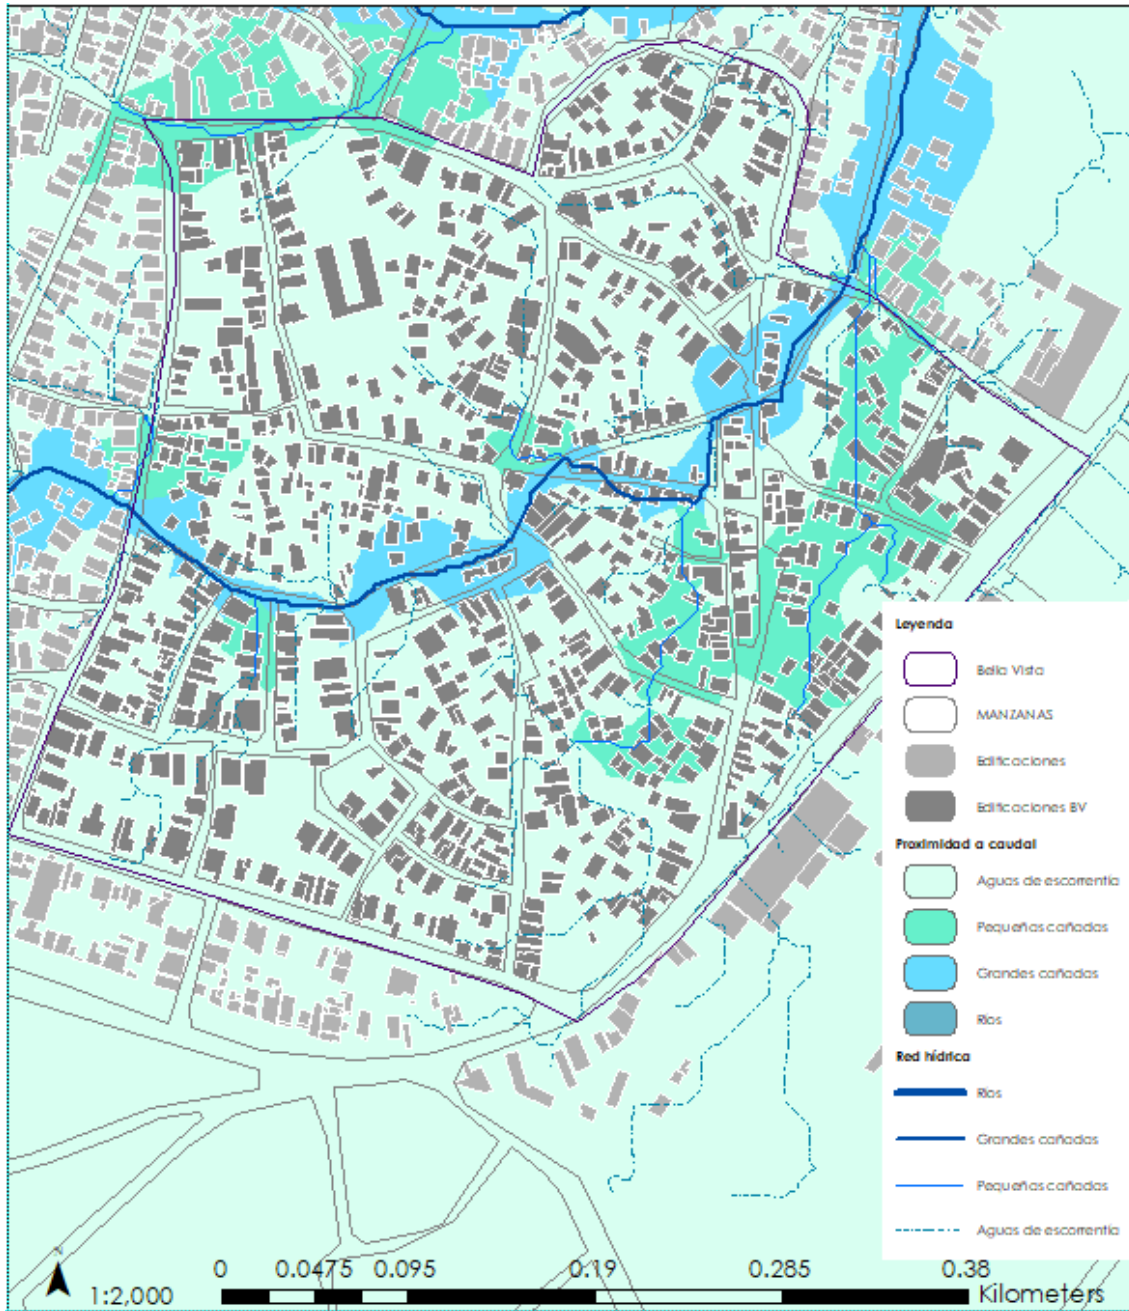 Leyenda
Bella Vista
MANZANAS
Edificaciones
Edificaciones BV
Proximidad a caudal
Aguas de escorrentía
Pequeñas cañadas
Grandes cañadas
Ríos
Red hídrica
Ríos
Grandes cañadas
Pequeñas cañadas
Aguas de escorrentía
N
0 0.0475 0.095 0.19 0.285 0.38
1:2,000 Kilometers